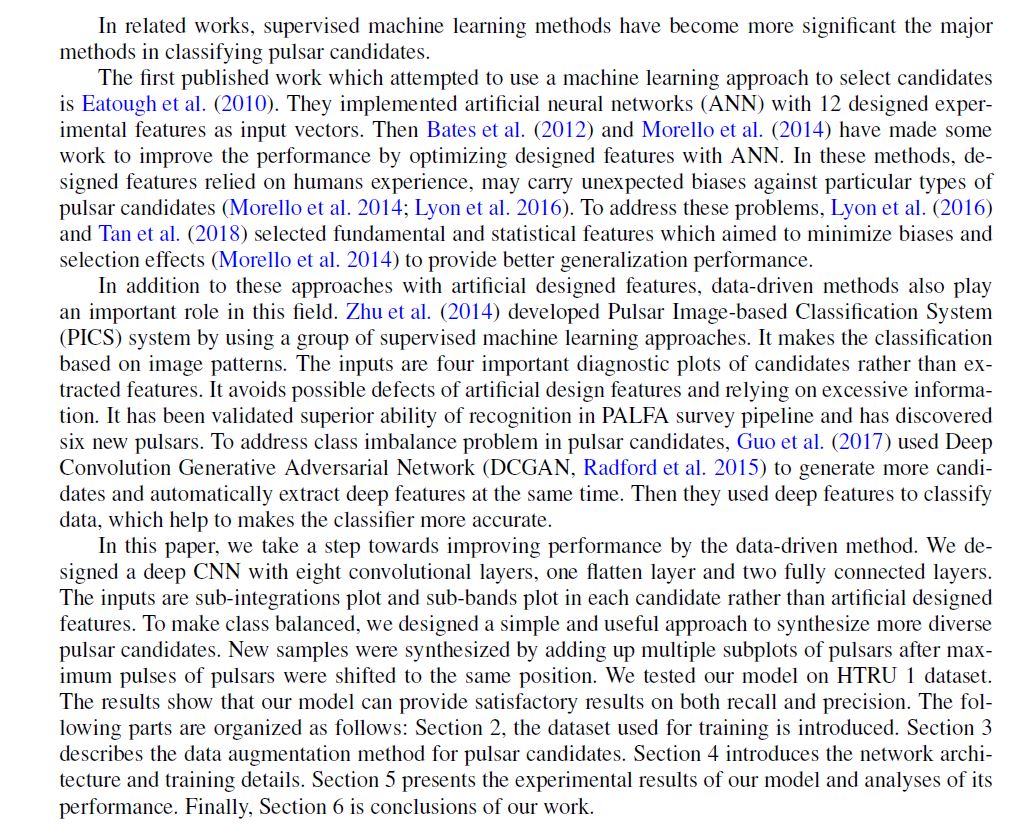 In related works, supervised machine learning methods have become more significant the major
methods in classifying pulsar candidates.
The first published work which attempted to use a machine learning approach to select candidates
is Eatough et al. (2010). They implemented artificial neural networks (ANN) with 12 designed exper-
imental features as input vectors. Then Bates et al. (2012) and Morello et al. (2014) have made some
work to improve the performance by optimizing designed features with ANN. In these methods, de-
signed features relied on humans experience, may carry unexpected biases against particular types of
pulsar candidates (Morello et al. 2014; Lyon et al. 2016). To address these problems, Lyon et al. (2016)
and Tan et al. (2018) selected fundamental and statistical features which aimed to minimize biases and
selection effects (Morello et al. 2014) to provide better generalization performance.
In addition to these approaches with artificial designed features, data-driven methods also play
an important role in this field. Zhu et al. (2014) developed Pulsar Image-based Classification System
(PICS) system by using a group of supervised machine learning approaches. It makes the classification
based on image patterns. The inputs are four important diagnostic plots of candidates rather than ex-
tracted features. It avoids possible defects of artificial design features and relying on excessive informa-
tion. It has been validated superior ability of recognition in PALFA survey pipeline and has discovered
six new pulsars. To address class imbalance problem in pulsar candidates, Guo et al. (2017) used Deep
Convolution Generative Adversarial Network (DCGAN, Radford et al. 2015) to generate more candi-
dates and automatically extract deep features at the same time. Then they used deep features to classify
data, which help to makes the classifier more accurate.
In this paper, we take a step towards improving performance by the data-driven method. We de-
signed a deep CNN with eight convolutional layers, one flatten layer and two fully connected layers.
The inputs are sub-integrations plot and sub-bands plot in each candidate rather than artificial designed
features. To make class balanced, we designed a simple and useful approach to synthesize more diverse
pulsar candidates. New samples were synthesized by adding up multiple subplots of pulsars after max-
imum pulses of pulsars were shifted to the same position. We tested our model on HTRU 1 dataset.
The results show that our model can provide satisfactory results on both recall and precision. The fol-
lowing parts are organized as follows: Section 2, the dataset used for training is introduced. Section 3
describes the data augmentation method for pulsar candidates. Section 4 introduces the network archi-
tecture and training details. Section 5 presents the experimental results of our model and analyses of its
performance. Finally, Section 6 is conclusions of our work.